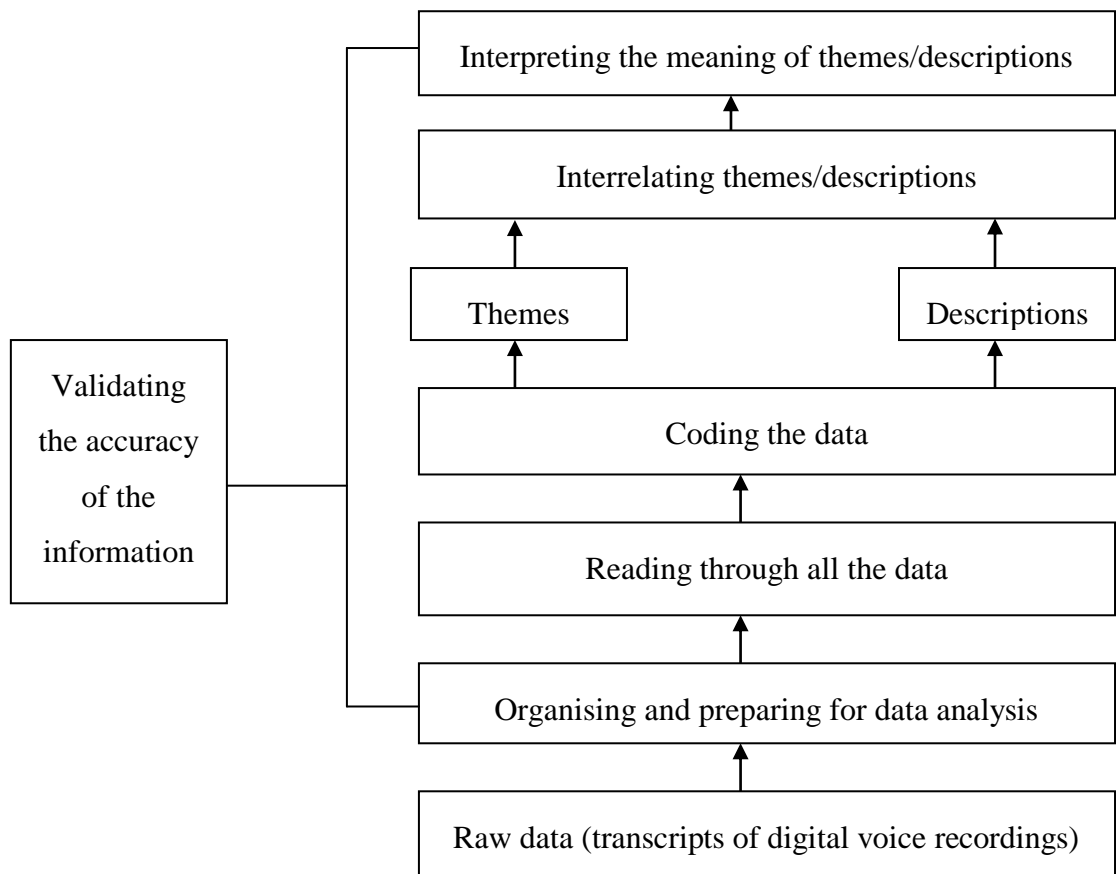 Interpreting the meaning of themes/descriptions
Interrelating themes/descriptions
Themes
Descriptions
Validating
the accuracy
of the
information
Coding the data
Reading through all the data
Organising and preparing for data analysis
Raw data (transcripts of digital voice recordings)